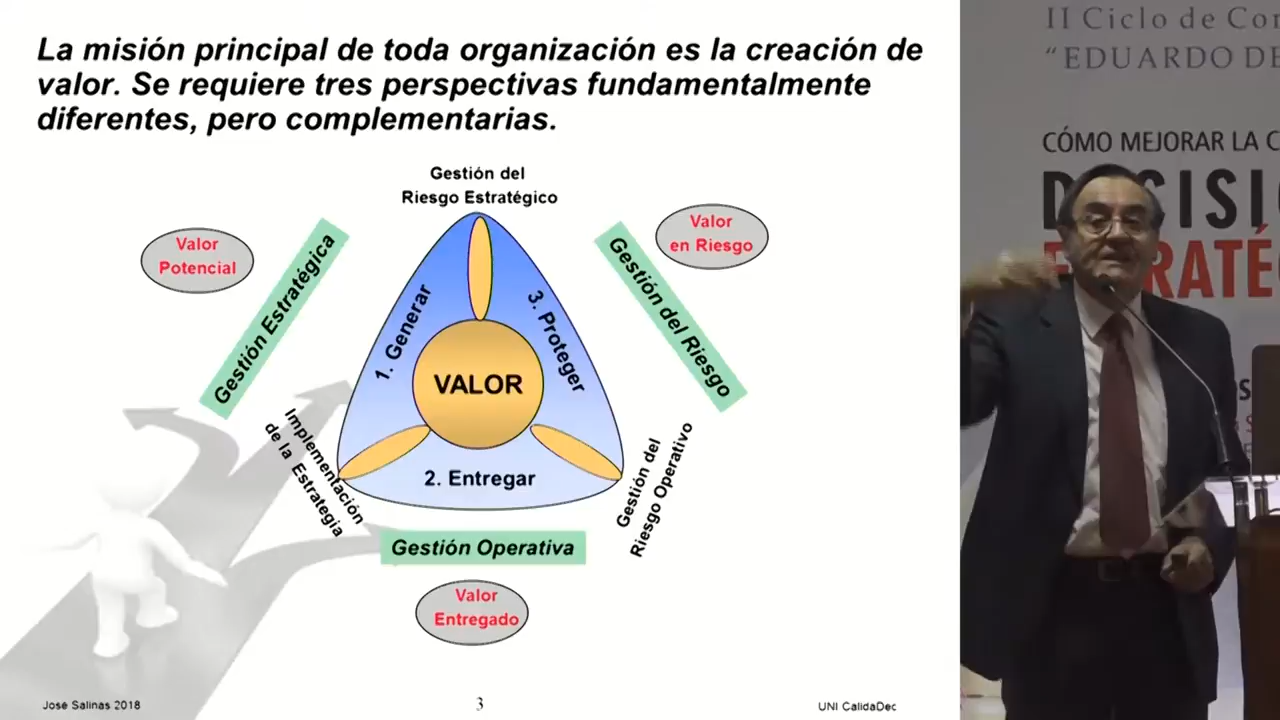 La misión principal de toda organización es la creación de
valor. Se requiere tres perspectivas fundamentalmente
diferentes, pero complementarias.
Gestión del
Riesgo Estratégico
Valor
Potencial
Gestión Estratégica
Valor
en Riesgo
Gestión del Riesgo
1. Generar
3. Proteger
VALOR
2. Entregar
Implementación
de la Estrategia
Gestión del
Riesgo Operativo
Gestión Operativa
Valor
Entregado
José Salinas 2018
3
UNI CalidaDec
II Ciclo de
"EDUARDO DE
CÓMO MEJORAR LA